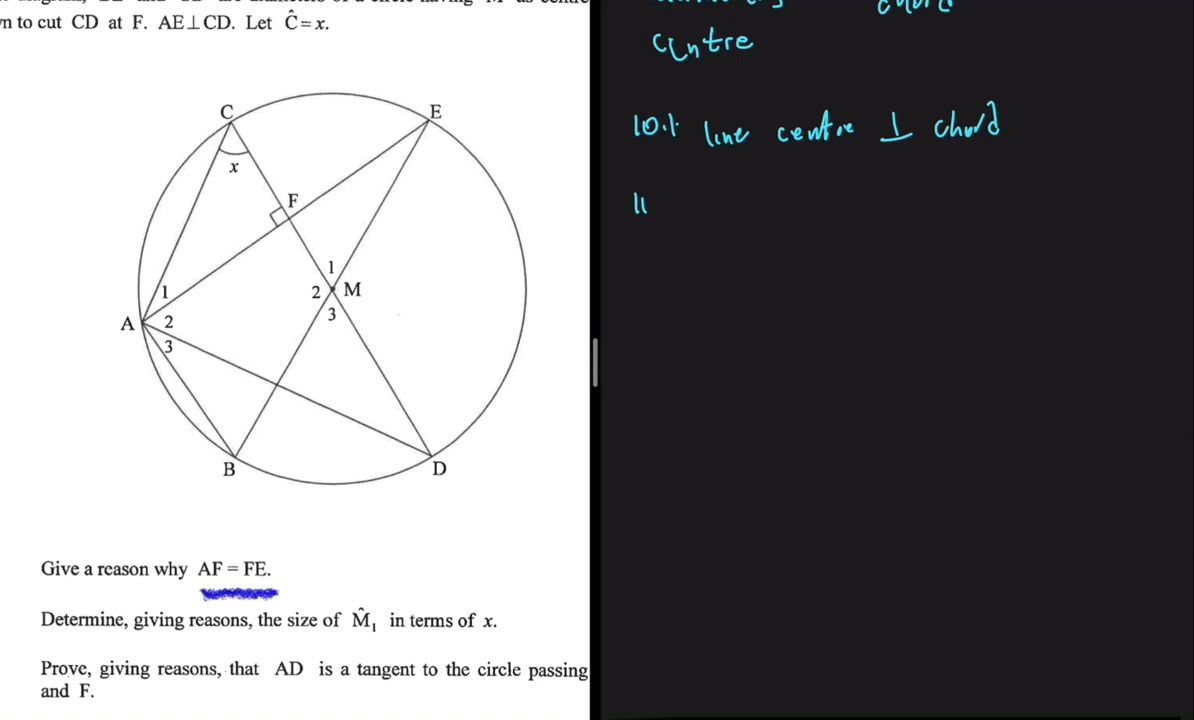 n to cut CD at F. AE⊥CD. Let Ĉ = x.
C
E
x
F
1
1
2
M
A
2
3
3
B
D
Give a reason why AF = FE.
Determine, giving reasons, the size of M̂₁ in terms of x.
Prove, giving reasons, that AD is a tangent to the circle passing
and F.
chord
centre
10.1 line centre ⊥ chord
11